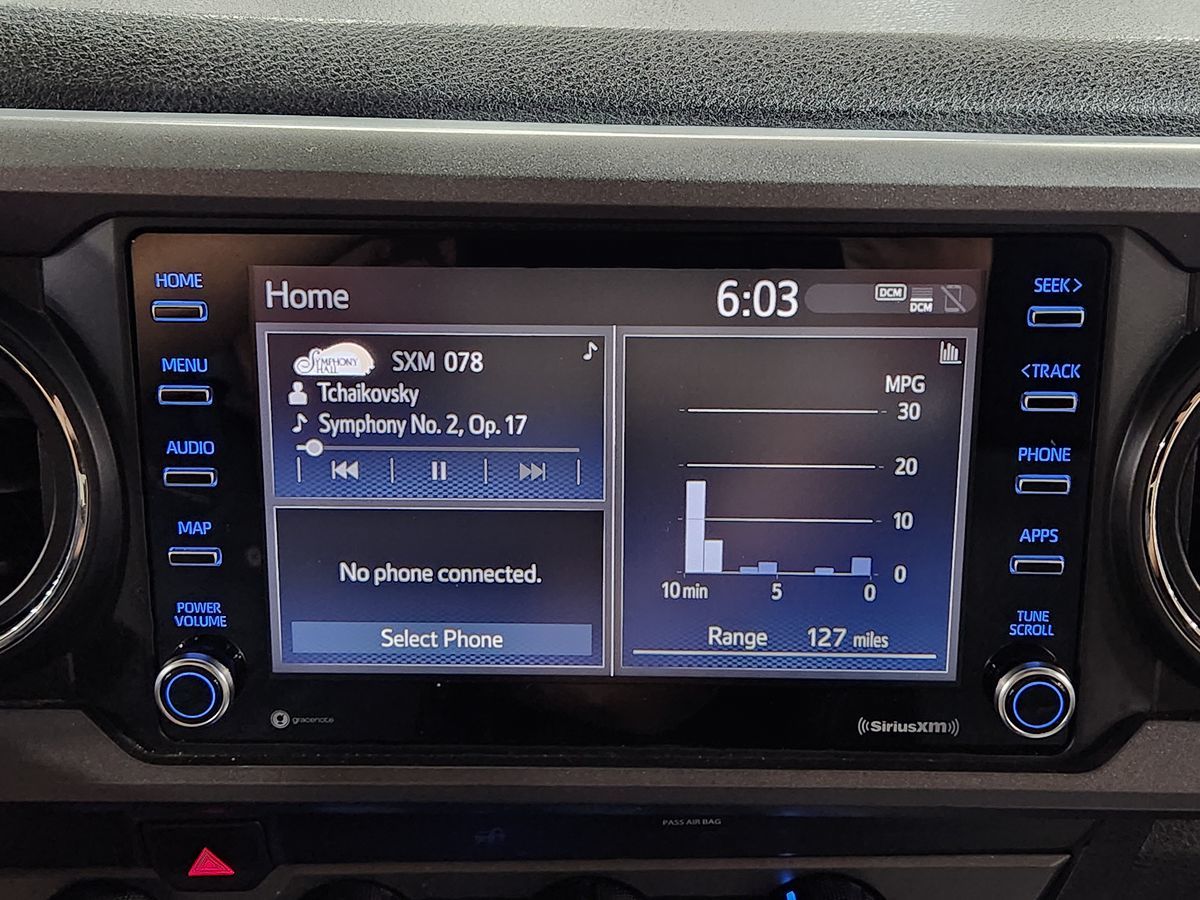 HOME
MENU
AUDIO
MAP
POWER
VOLUME
Home
6:03
DCM
DCM
SYMPHONY
HALL
SXM 078
Tchaikovsky
Symphony No. 2, Op. 17
No phone connected.
Select Phone
MPG
30
20
10
0
10 min
5
0
Range 127 miles
SEEK>
<TRACK
PHONE
APPS
TUNE
SCROLL
gracenote
((SiriusXM))
PASS AIR BAG